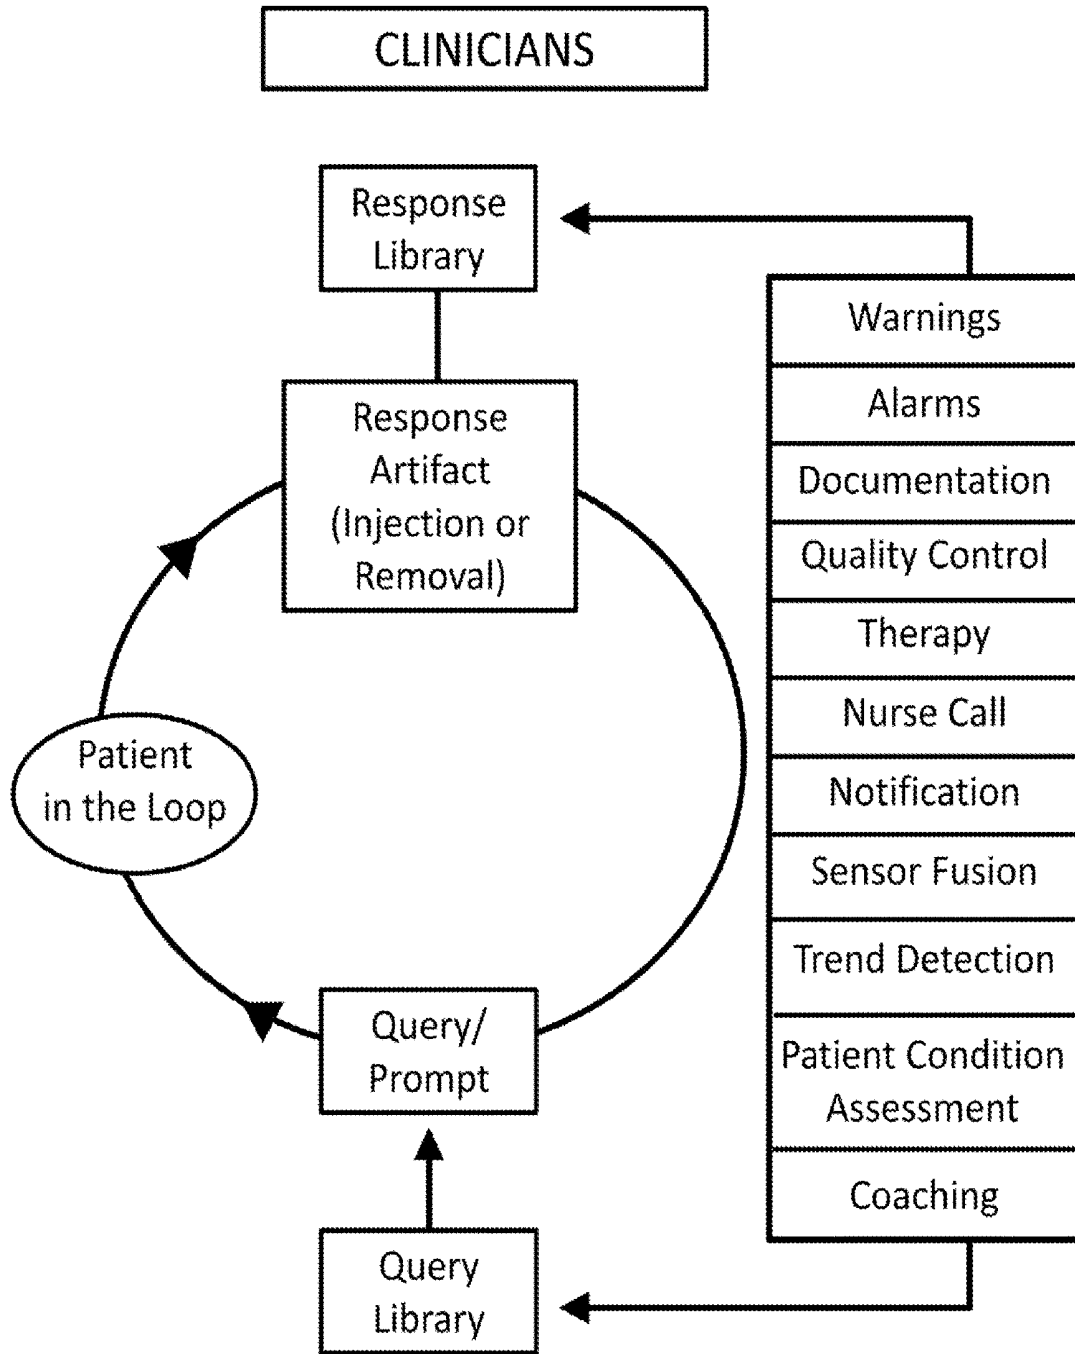 CLINICIANS
Response
Library
Response
Artifact
(Injection or
Removal)
Patient
in the Loop
Query/
Prompt
Query
Library
Warnings
Alarms
Documentation
Quality Control
Therapy
Nurse Call
Notification
Sensor Fusion
Trend Detection
Patient Condition
Assessment
Coaching